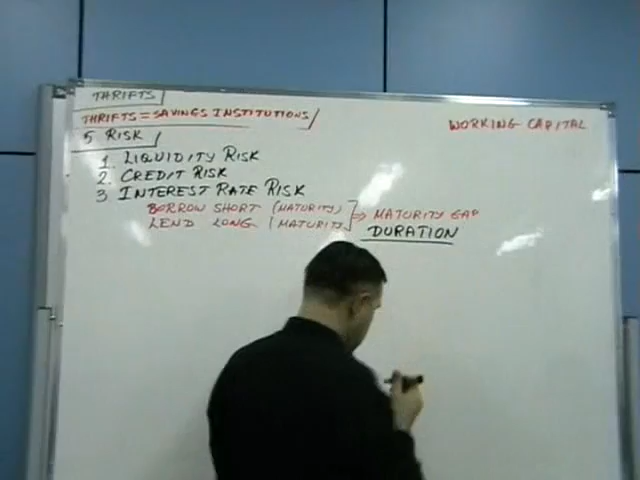 THRIFTS
THRIFTS = SAVINGS INSTITUTIONS
WORKING CAPITAL
5 RISK
1. LIQUIDITY RISK
2. CREDIT RISK
3 INTEREST RATE RISK
BORROW SHORT (MATURITY)
LEND LONG (MATURITY
⇒ MATURITY GAP
DURATION